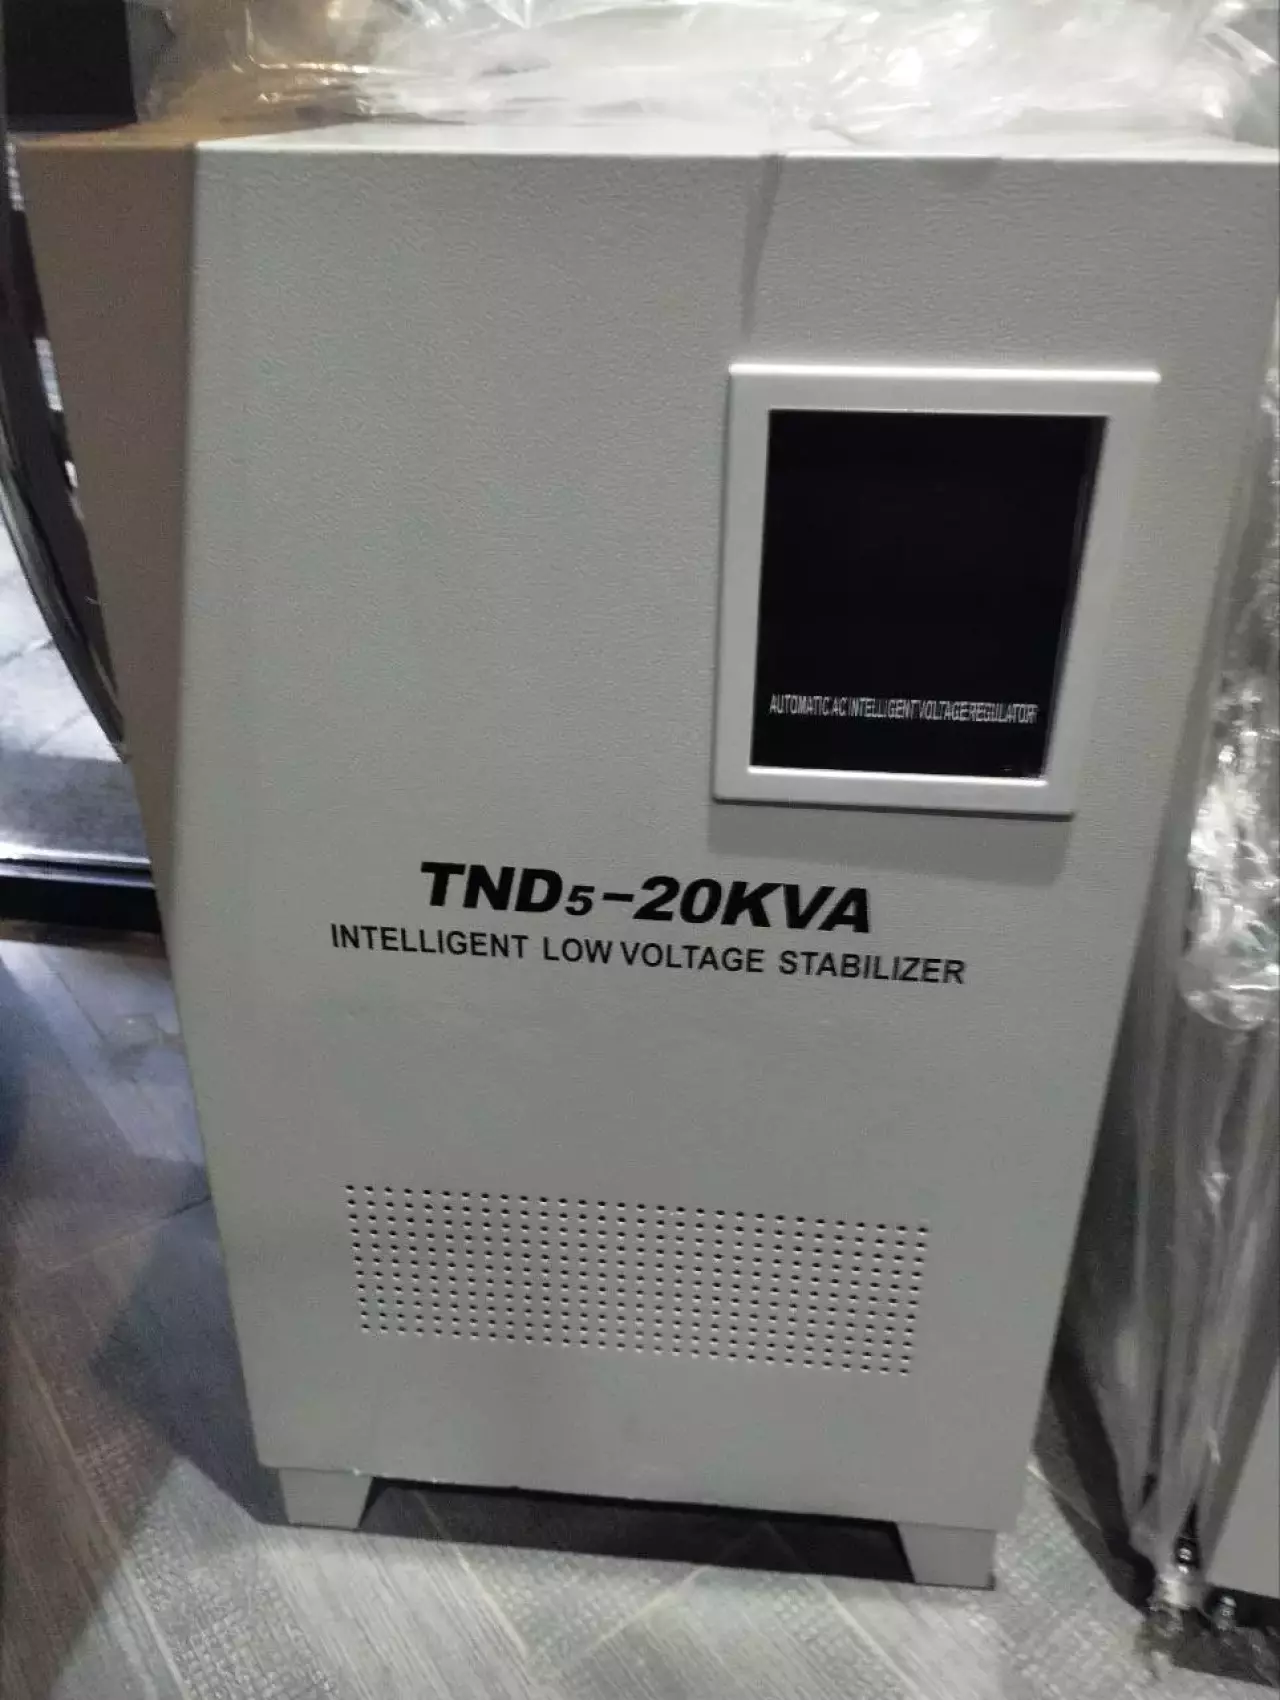 AUTOMATIC AC INTELLIGENT VOLTAGE REGULATOR
TND5-20KVA
INTELLIGENT LOW VOLTAGE STABILIZER